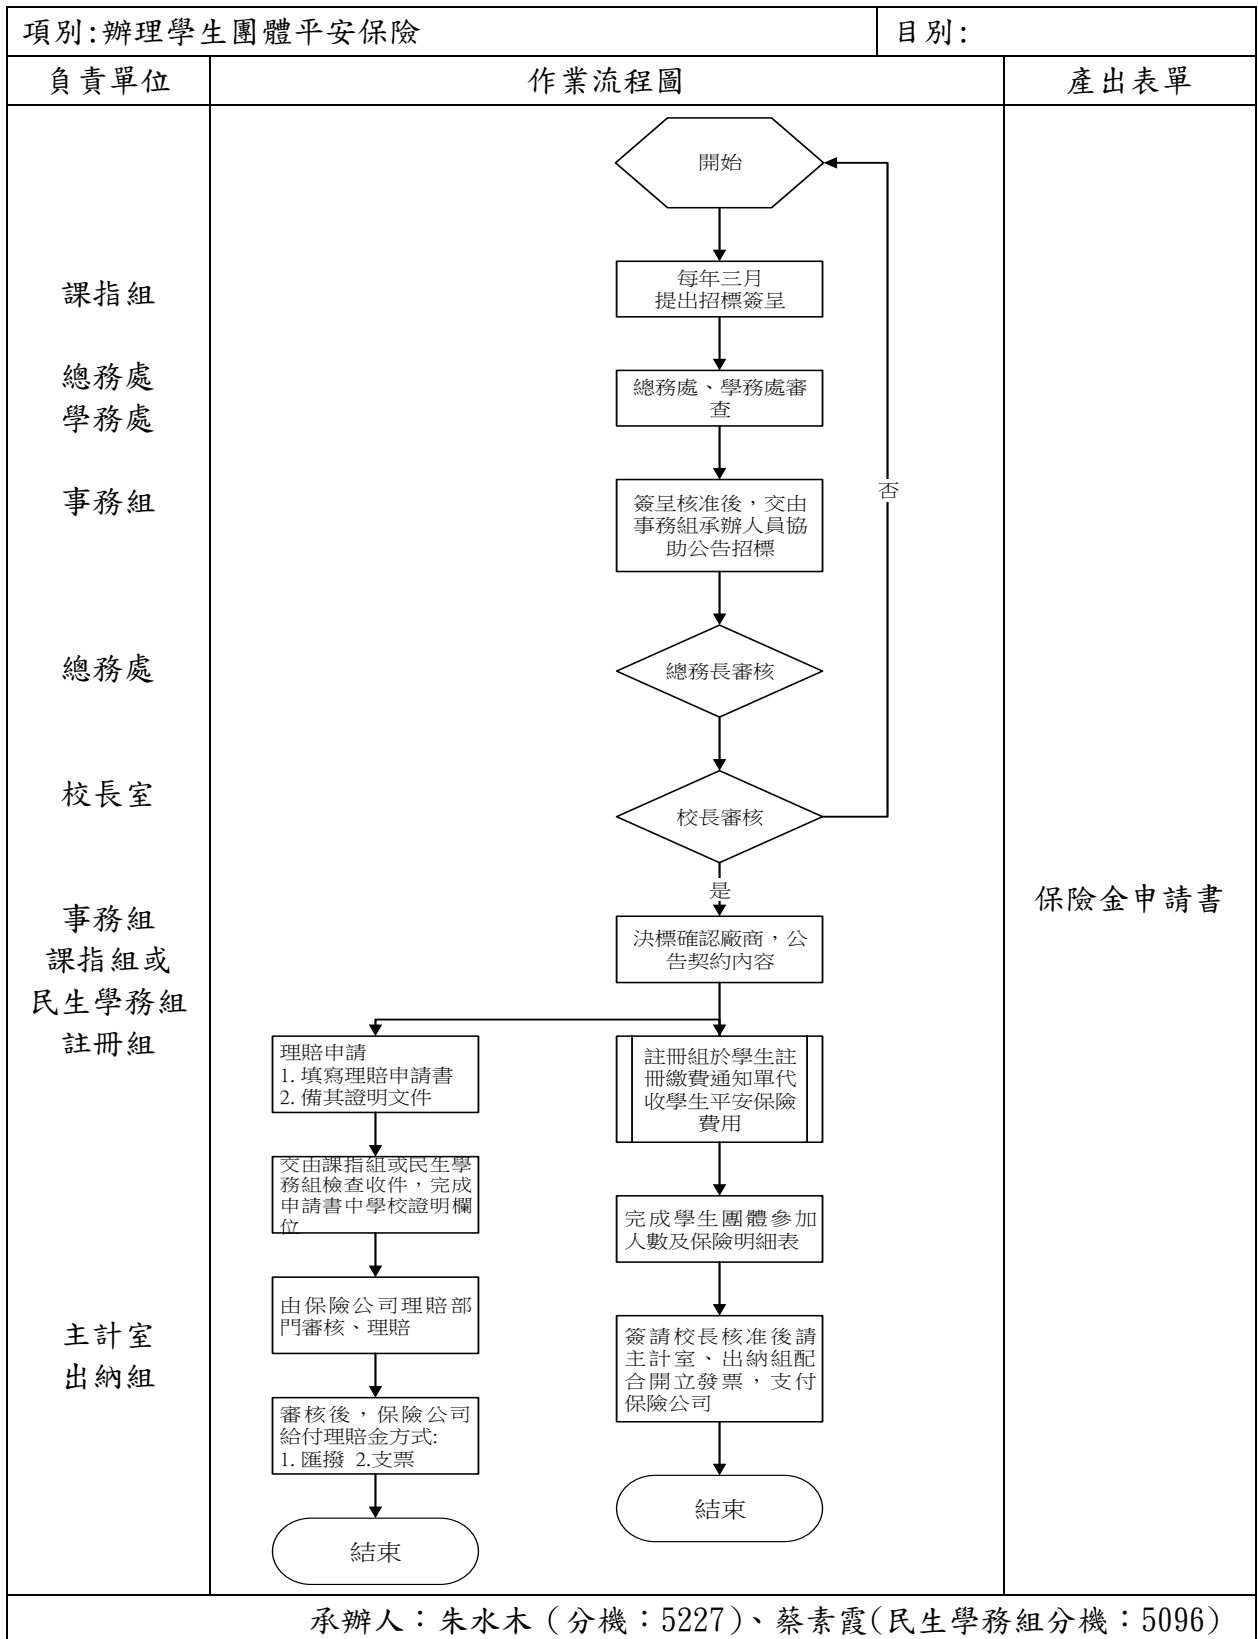 項別:辦理學生團體平安保險
目別:
負責單位
作業流程圖
產出表單
開始
課指組
每年三月
提出招標簽呈
總務處
學務處
總務處、學務處審
查
事務組
簽呈核准後，交由
事務組承辦人員協
助公告招標
否
總務處
總務長審核
校長室
校長審核
是
保險金申請書
事務組
課指組或
民生學務組
註冊組
決標確認廠商，公
告契約內容
理賠申請
1. 填寫理賠申請書
2. 備其證明文件
註冊組於學生註
冊繳費通知單代
收學生平安保險
費用
交由課指組或民生學
務組檢查收件，完成
申請書中學校證明欄
位
完成學生團體參加
人數及保險明細表
主計室
出納組
由保險公司理賠部
門審核、理賠
簽請校長核准後請
主計室、出納組配
合開立發票，支付
保險公司
審核後，保險公司
給付理賠金方式:
1. 匯撥 2.支票
結束
結束
承辦人：朱水木（分機：5227）、蔡素霞(民生學務組分機：5096)